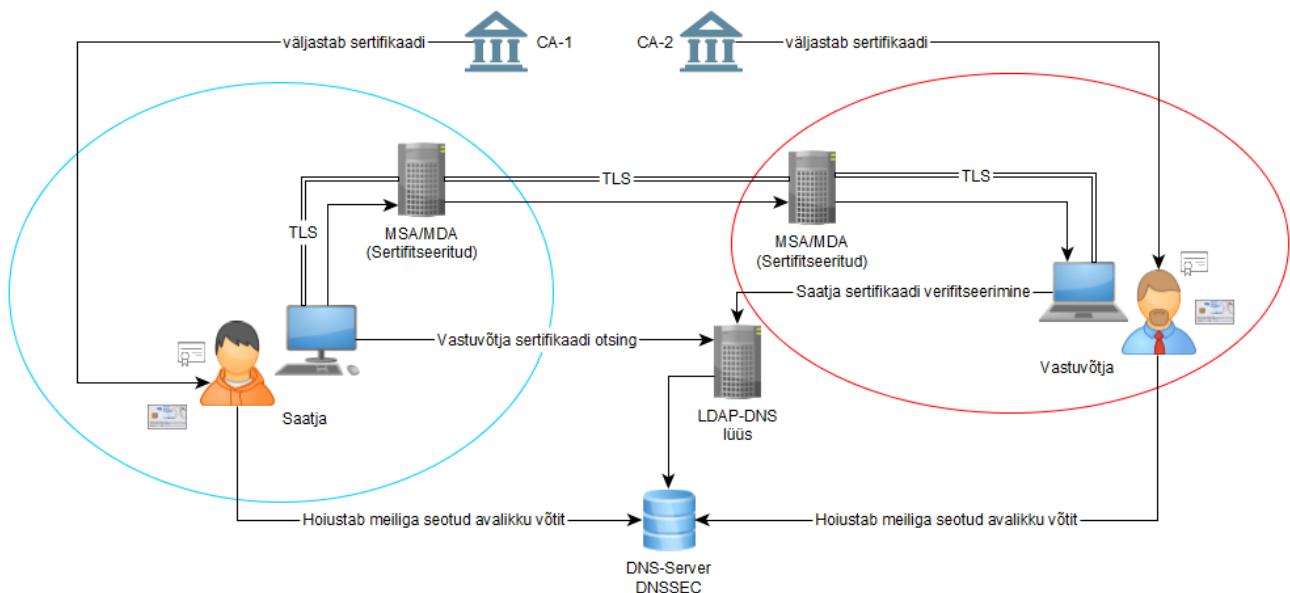 väljastab sertifikaadi
CA-1
CA-2
väljastab sertifikaadi
TLS
TLS
TLS
MSA/MDA
(Sertifitseeritud)
MSA/MDA
(Sertifitseeritud)
Saatja sertifikaadi verifitseerimine
Vastuvõtja sertifikaadi otsing
Vastuvõtja
Saatja
LDAP-DNS
lüüs
Hoiustab meiliga seotud avalikku võtit
Hoiustab meiliga seotud avalikku võtit
DNS-Server
DNSSEC